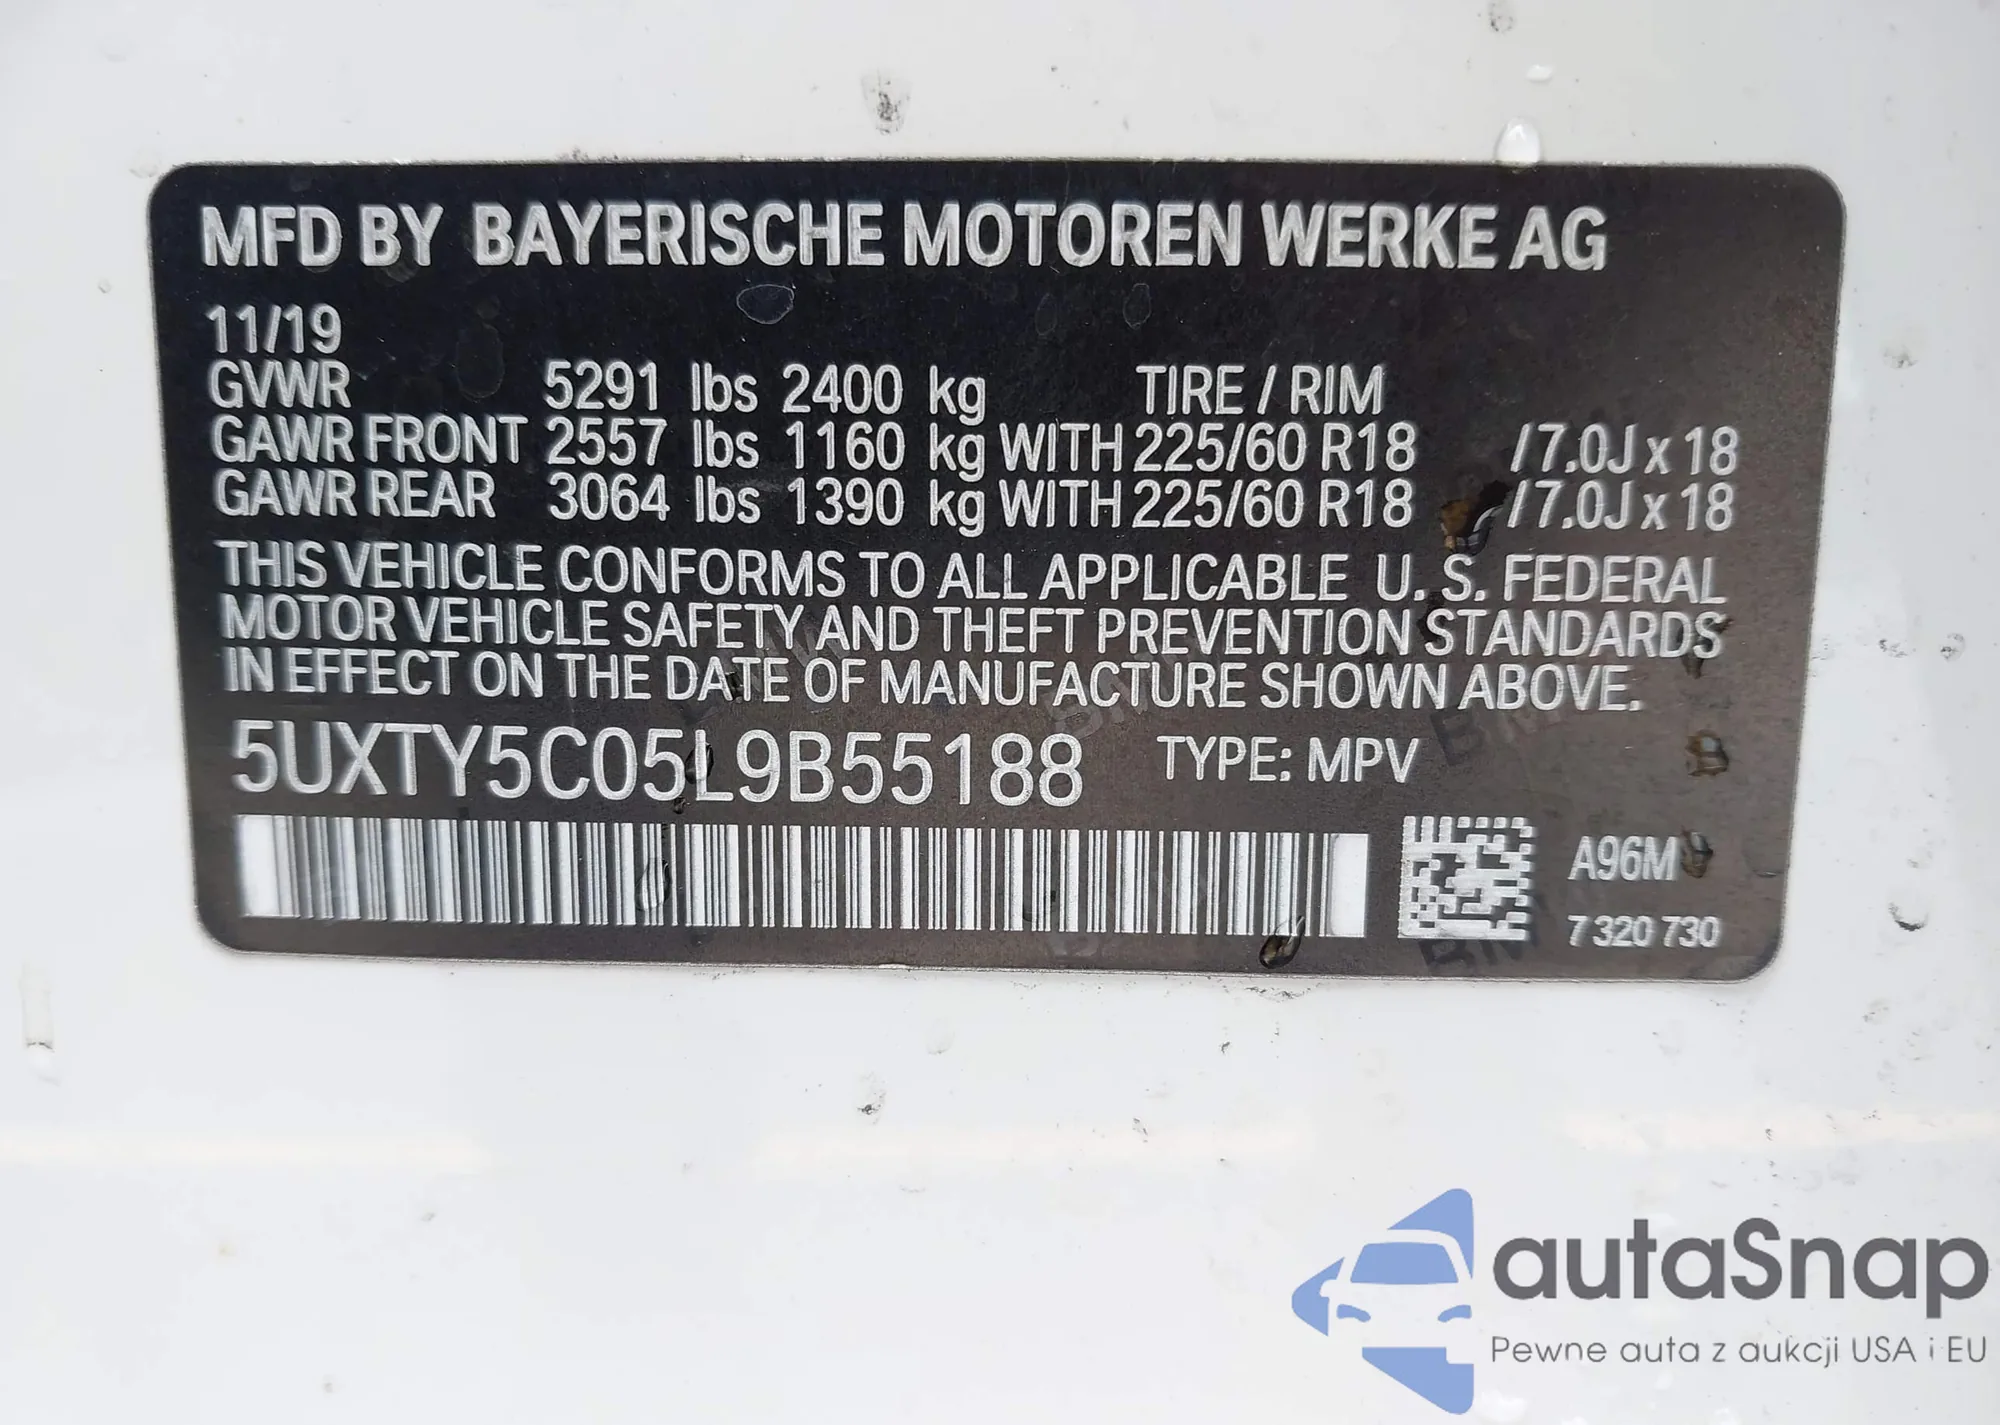 MFD BY BAYERISCHE MOTOREN WERKE AG
11/19
GVWR 5291 lbs 2400 kg TIRE / RIM
GAWR FRONT 2557 lbs 1160 kg WITH 225/60 R18 /7.0J x 18
GAWR REAR 3064 lbs 1390 kg WITH 225/60 R18 /7.0J x 18
THIS VEHICLE CONFORMS TO ALL APPLICABLE U. S. FEDERAL
MOTOR VEHICLE SAFETY AND THEFT PREVENTION STANDARDS
IN EFFECT ON THE DATE OF MANUFACTURE SHOWN ABOVE.
5UXTY5C05L9B55188 TYPE: MPV
A96M
7 320 730
autaSnap
Pewne auta z aukcji USA i EU